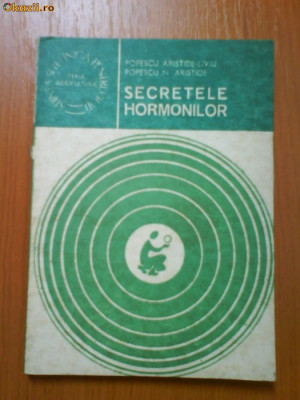 Okazii.ro
POPESCU ARISTIDE-LIVIU
POPESCU N. ARISTIDE
SECRETELE
HORMONILOR